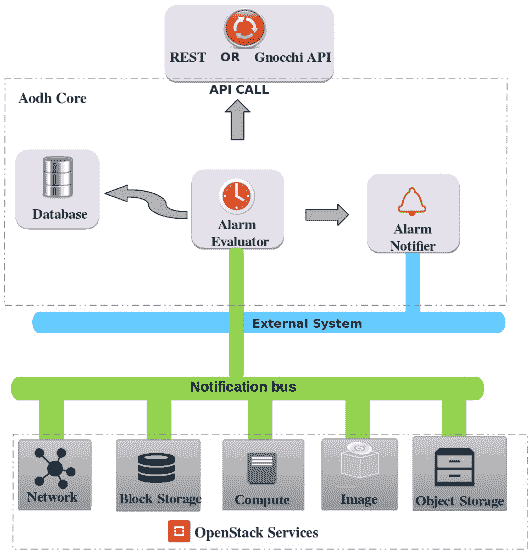 REST OR Gnocchi API
API CALL
Aodh Core
Database
Alarm
Evaluator
Alarm
Notifier
External System
Notification bus
Network
Block Storage
Compute
Image
Object Storage
OpenStack Services